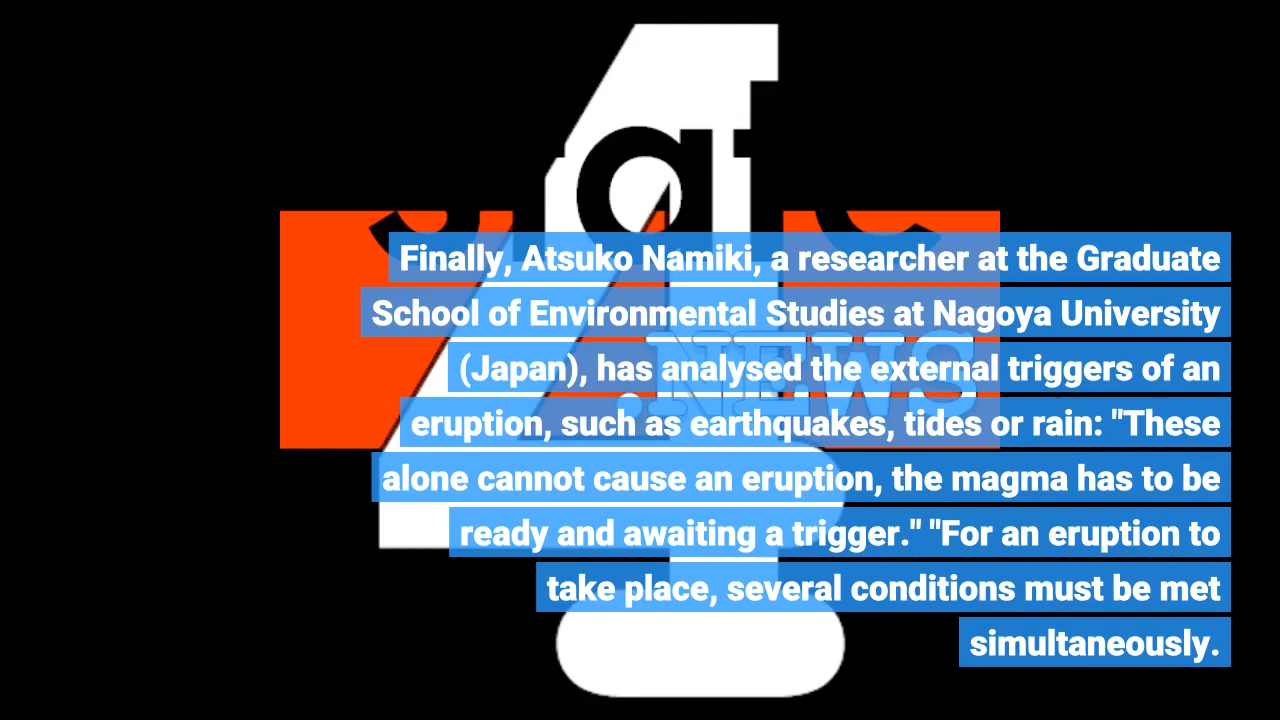 Finally, Atsuko Namiki, a researcher at the Graduate
School of Environmental Studies at Nagoya University
(Japan), has analysed the external triggers of an
eruption, such as earthquakes, tides or rain: "These
alone cannot cause an eruption, the magma has to be
ready and awaiting a trigger." "For an eruption to
take place, several conditions must be met
simultaneously.
.NEWS